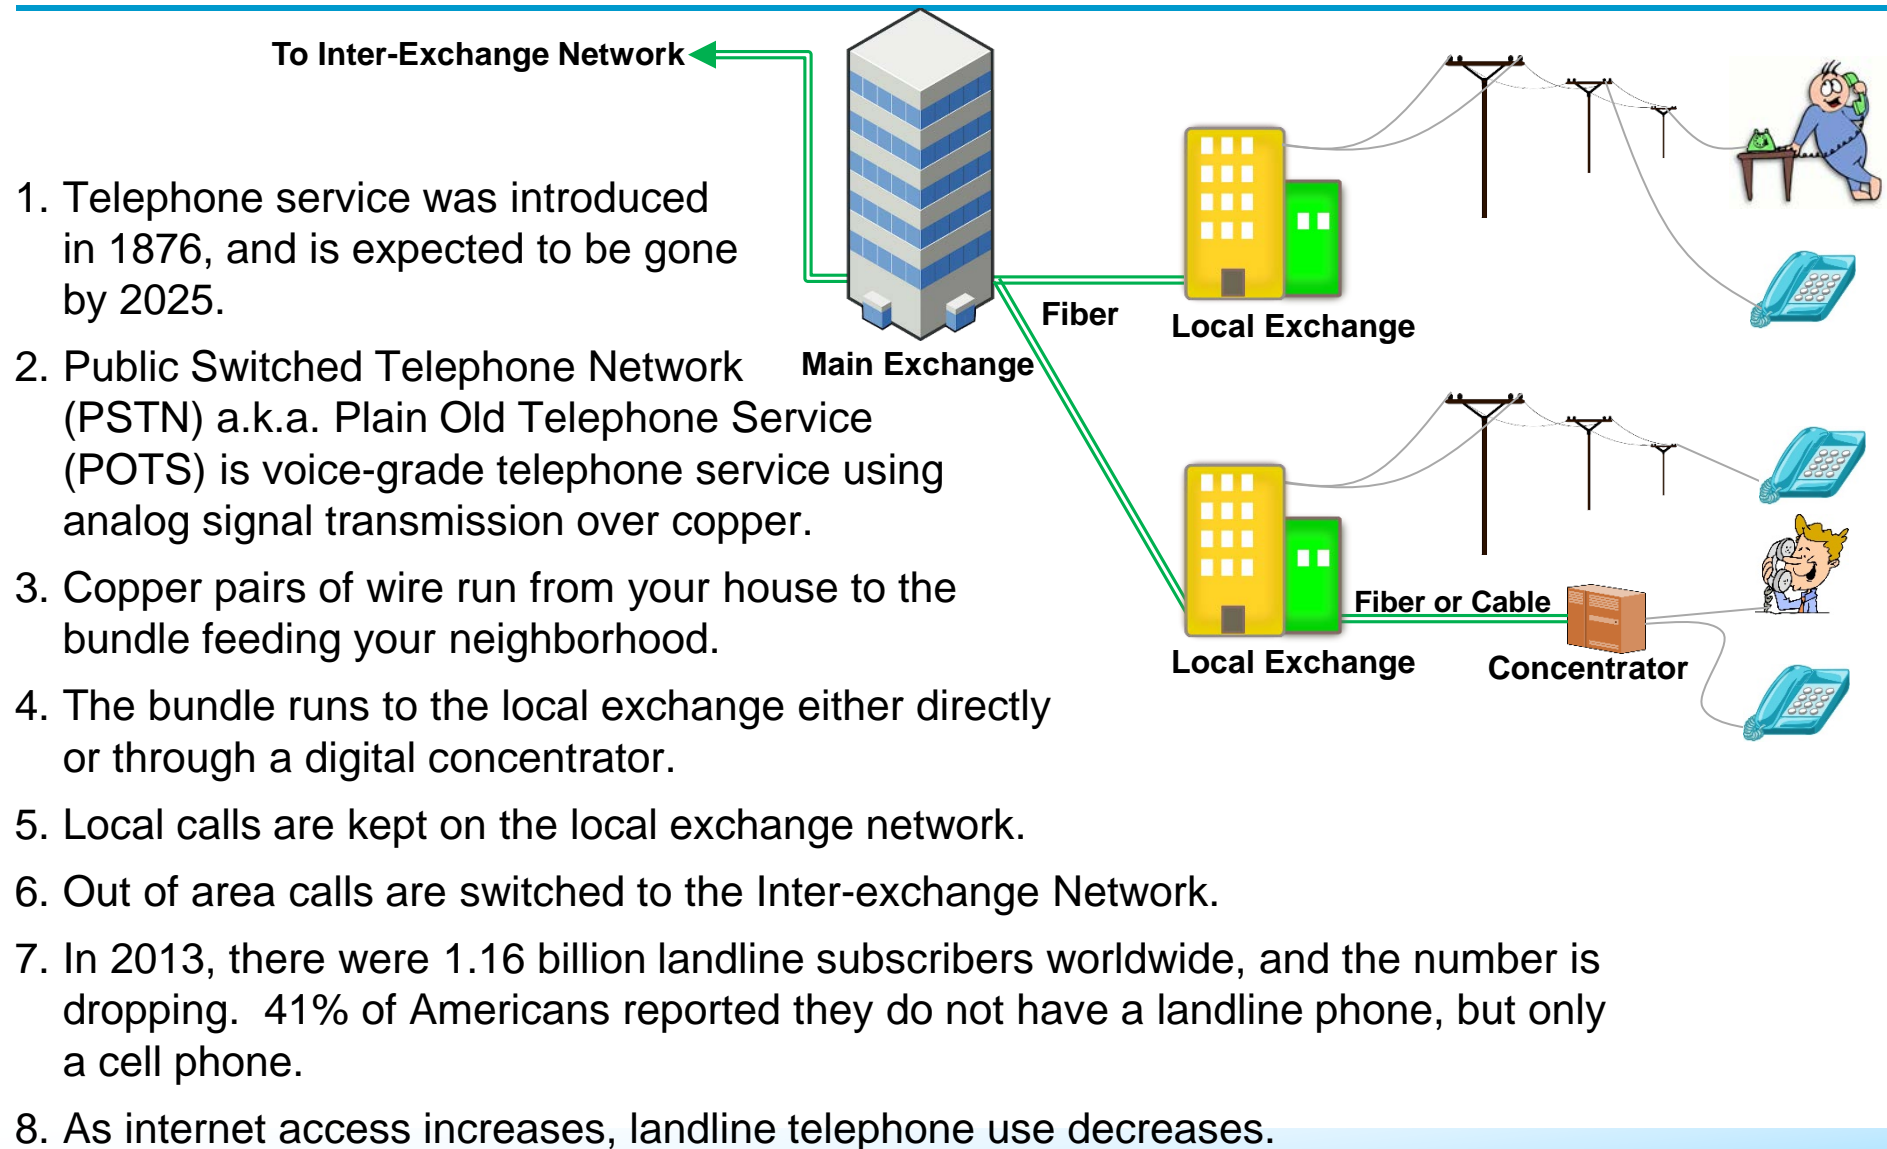 To Inter-Exchange Network
1. Telephone service was introduced
in 1876, and is expected to be gone
by 2025.
2. Public Switched Telephone Network
(PSTN) a.k.a. Plain Old Telephone Service
(POTS) is voice-grade telephone service using
analog signal transmission over copper.
3. Copper pairs of wire run from your house to the
bundle feeding your neighborhood.
4. The bundle runs to the local exchange either directly
or through a digital concentrator.
5. Local calls are kept on the local exchange network.
6. Out of area calls are switched to the Inter-exchange Network.
7. In 2013, there were 1.16 billion landline subscribers worldwide, and the number is
dropping.  41% of Americans reported they do not have a landline phone, but only
a cell phone.
8. As internet access increases, landline telephone use decreases.
Main Exchange
Fiber
Local Exchange
Local Exchange
Fiber or Cable
Concentrator